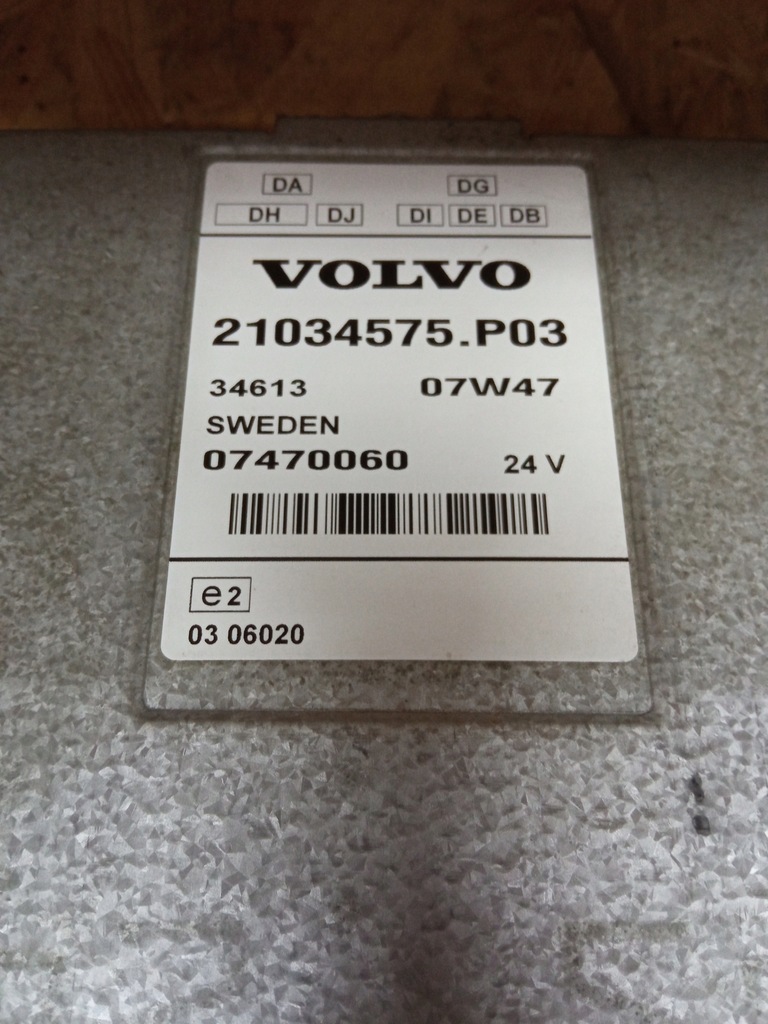 DA DG
DH DJ DI DE DB
VOLVO
21034575.P03
34613 07W47
SWEDEN
07470060 24 V
e2
03 06020